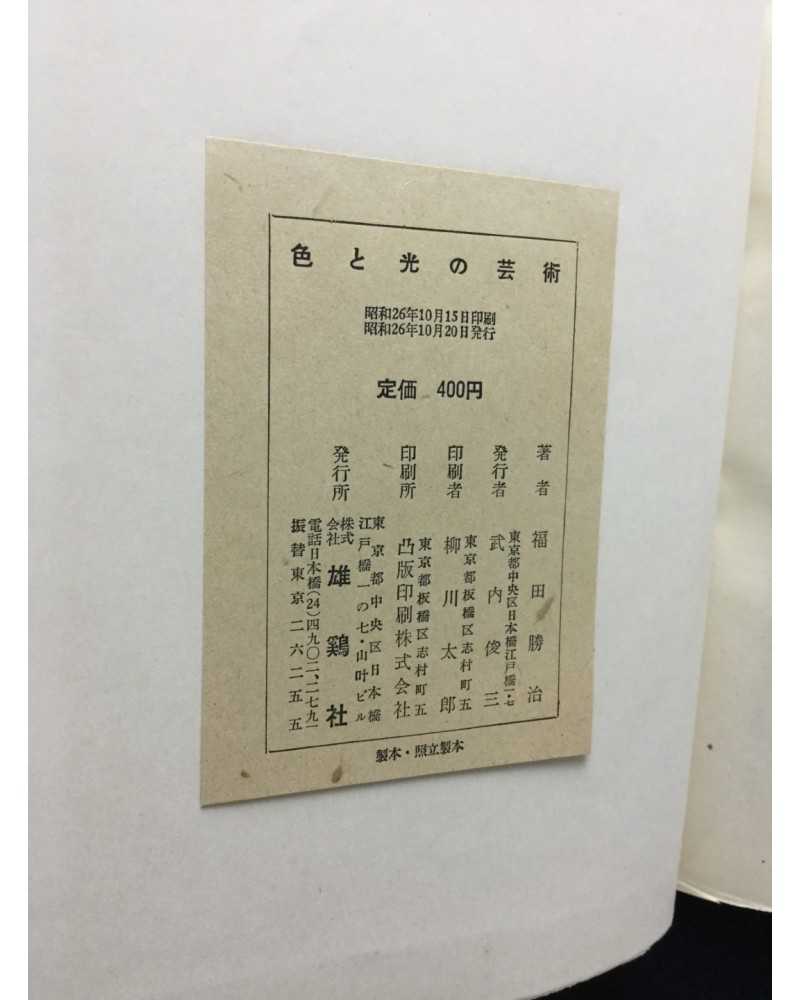 色と光の芸術
昭和26年10月15日印刷
昭和26年10月20日発行
定価 400円
著者 福田勝治
東京都中央区日本橋江戸橋一・七
発行者 武内俊三
東京都板橋区志村町五
印刷者 柳川太郎
東京都板橋区志村町五
印刷所 凸版印刷株式会社
東京都中央区日本橋
江戸橋一の七・山叶ビル
発行所 株式会社 雄鶏社
電話日本橋(24)四九〇二、二七九一
振替東京二六二五五
製本・照立製本